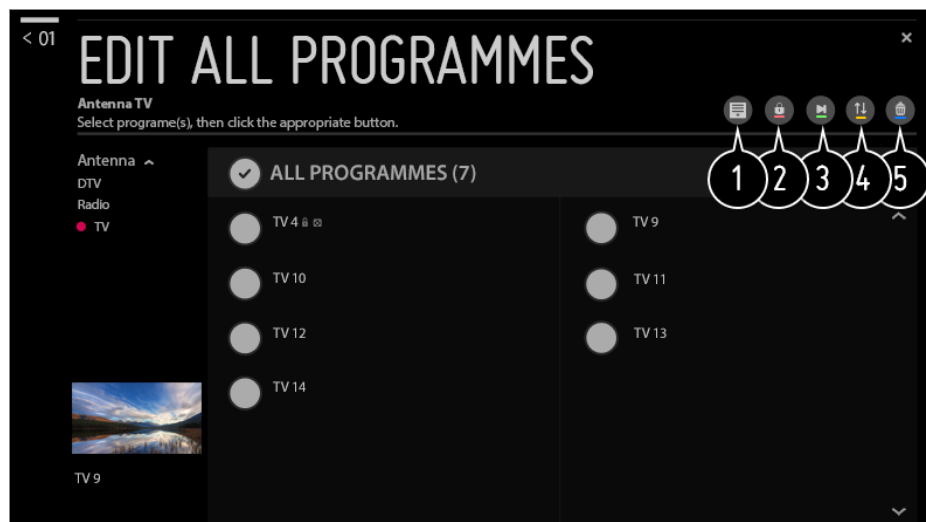 < 01
EDIT ALL PROGRAMMES
×
Antenna TV
Select programe(s), then click the appropriate button.
1 2 3 4 5
Antenna
DTV
Radio
TV
ALL PROGRAMMES (7)
TV 4
TV 9
TV 10
TV 11
TV 12
TV 13
TV 14
TV 9